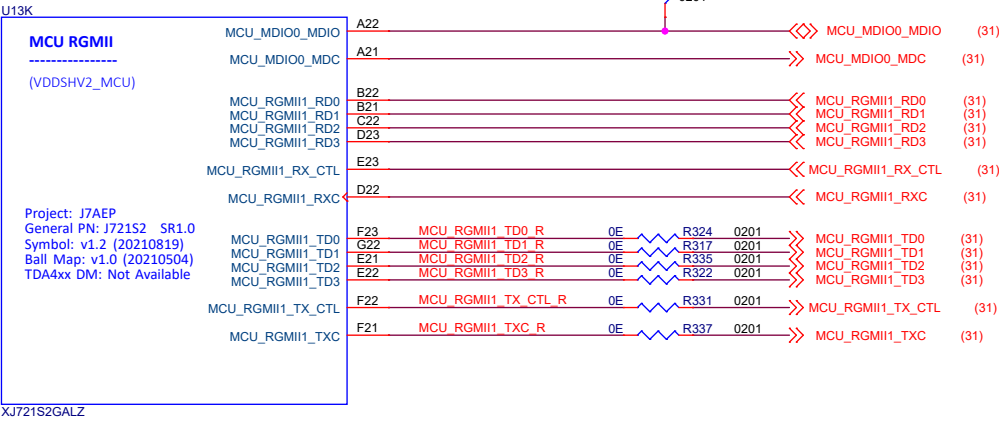 U13K
0201
MCU RGMII
----------------
(VDDSHV2_MCU)
MCU_MDIO0_MDIO A22 MCU_MDIO0_MDIO (31)
MCU_MDIO0_MDC A21 MCU_MDIO0_MDC (31)
MCU_RGMII1_RD0 B22 MCU_RGMII1_RD0 (31)
MCU_RGMII1_RD1 B21 MCU_RGMII1_RD1 (31)
MCU_RGMII1_RD2 C22 MCU_RGMII1_RD2 (31)
MCU_RGMII1_RD3 D23 MCU_RGMII1_RD3 (31)
MCU_RGMII1_RX_CTL E23 MCU_RGMII1_RX_CTL (31)
MCU_RGMII1_RXC D22 MCU_RGMII1_RXC (31)
Project: J7AEP
General PN: J721S2 SR1.0
Symbol: v1.2 (20210819)
Ball Map: v1.0 (20210504)
TDA4xx DM: Not Available
MCU_RGMII1_TD0 F23 MCU_RGMII1_TD0_R 0E R324 0201 MCU_RGMII1_TD0 (31)
MCU_RGMII1_TD1 G22 MCU_RGMII1_TD1_R 0E R317 0201 MCU_RGMII1_TD1 (31)
MCU_RGMII1_TD2 E21 MCU_RGMII1_TD2_R 0E R335 0201 MCU_RGMII1_TD2 (31)
MCU_RGMII1_TD3 E22 MCU_RGMII1_TD3_R 0E R322 0201 MCU_RGMII1_TD3 (31)
MCU_RGMII1_TX_CTL F22 MCU_RGMII1_TX_CTL_R 0E R331 0201 MCU_RGMII1_TX_CTL (31)
MCU_RGMII1_TXC F21 MCU_RGMII1_TXC_R 0E R337 0201 MCU_RGMII1_TXC (31)
XJ721S2GALZ